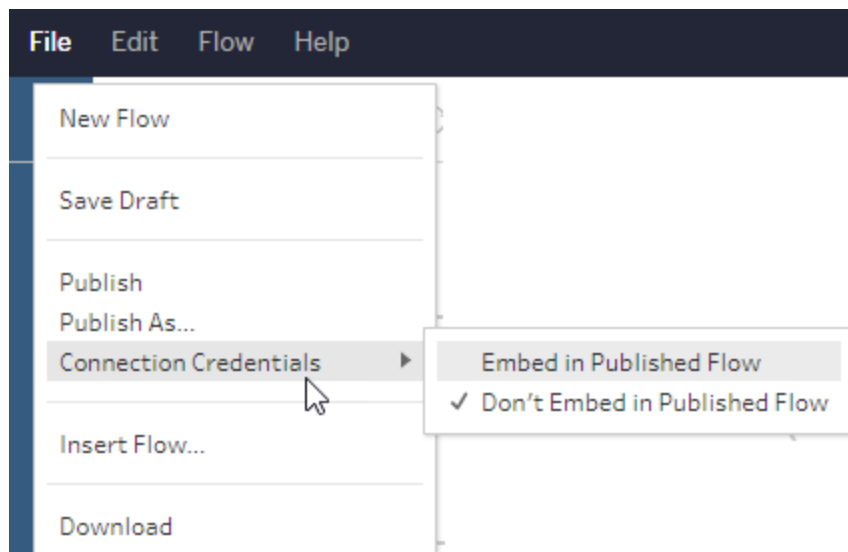 File Edit Flow Help
New Flow
Save Draft
Publish
Publish As...
Connection Credentials
Embed in Published Flow
Don't Embed in Published Flow
Insert Flow...
Download